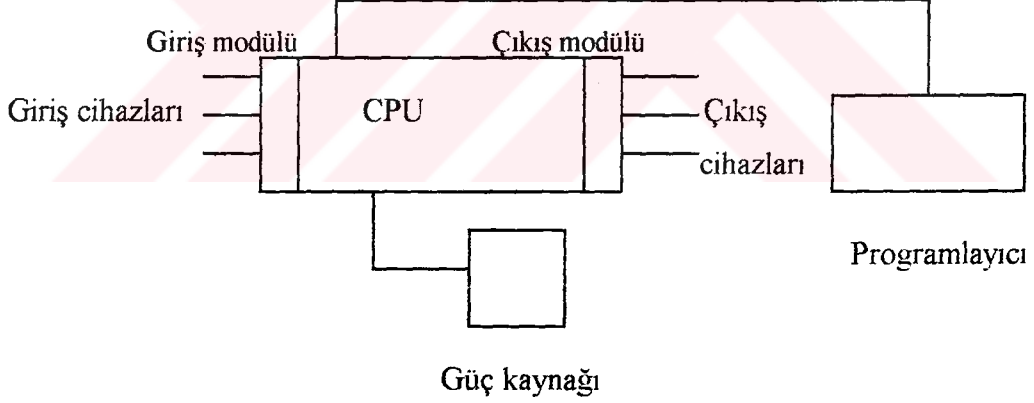 Giriş modülü
Çıkış modülü
Giriş cihazları
CPU
Çıkış
cihazları
Programlayıcı
Güç kaynağı